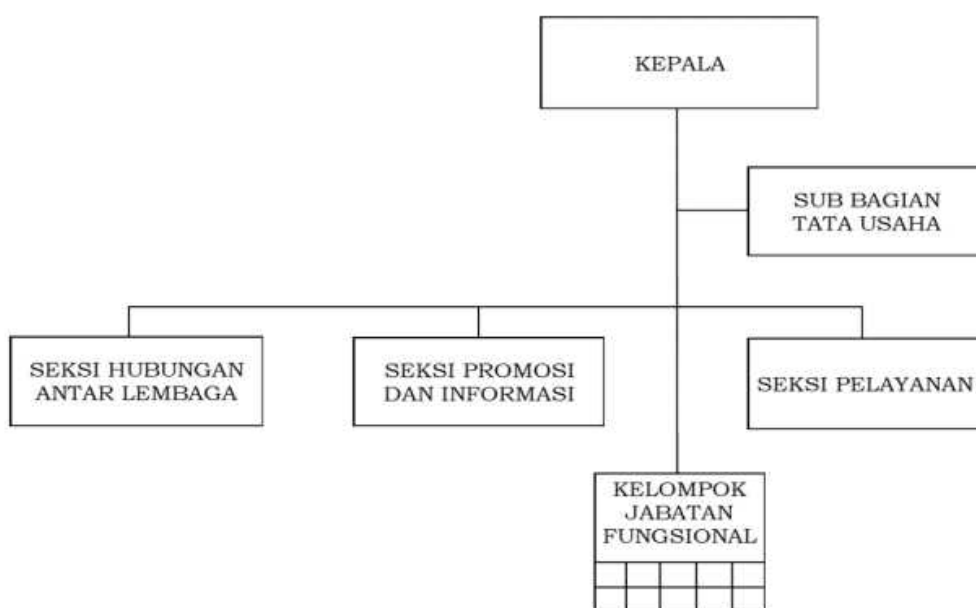 KEPALA
SUB BAGIAN
TATA USAHA
SEKSI HUBUNGAN
ANTAR LEMBAGA
SEKSI PROMOSI
DAN INFORMASI
SEKSI PELAYANAN
KELOMPOK
JABATAN
FUNGSIONAL